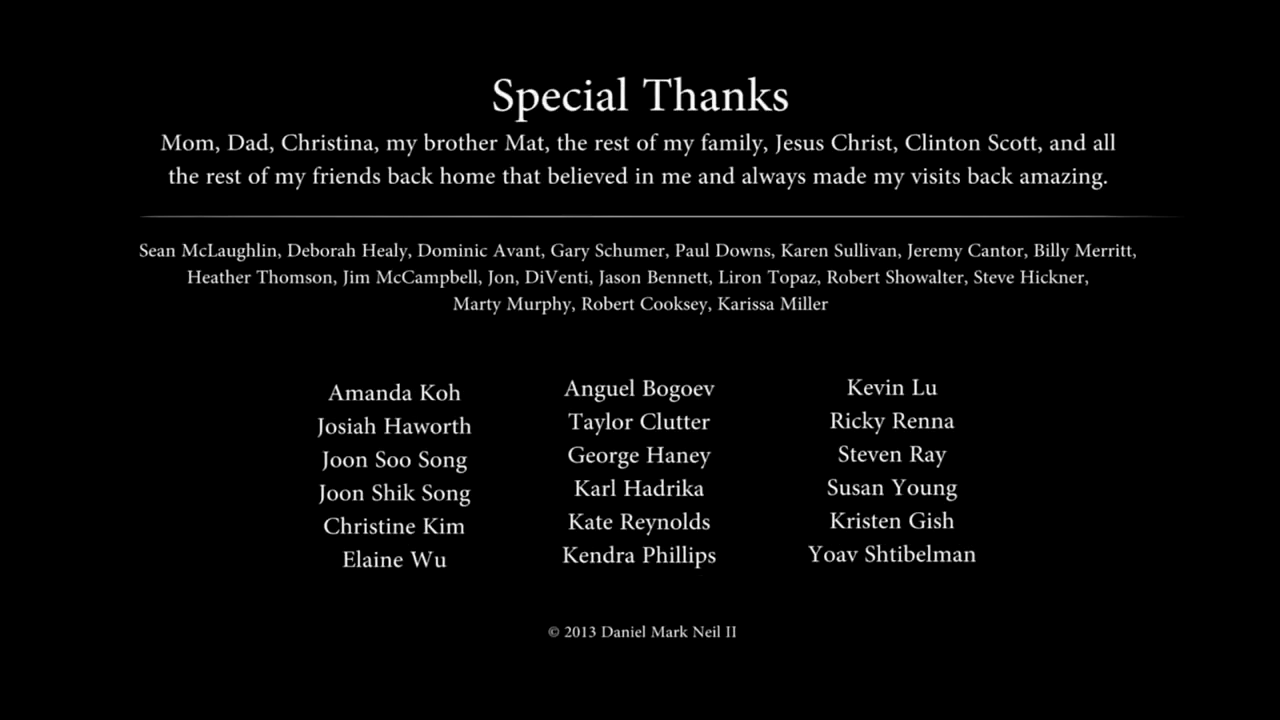 Special Thanks
Mom, Dad, Christina, my brother Mat, the rest of my family, Jesus Christ, Clinton Scott, and all
the rest of my friends back home that believed in me and always made my visits back amazing.
Sean McLaughlin, Deborah Healy, Dominic Avant, Gary Schumer, Paul Downs, Karen Sullivan, Jeremy Cantor, Billy Merritt,
Heather Thomson, Jim McCampbell, Jon, DiVenti, Jason Bennett, Liron Topaz, Robert Showalter, Steve Hickner,
Marty Murphy, Robert Cooksey, Karissa Miller
Amanda Koh
Josiah Haworth
Joon Soo Song
Joon Shik Song
Christine Kim
Elaine Wu
Anguel Bogoev
Taylor Clutter
George Haney
Karl Hadrika
Kate Reynolds
Kendra Phillips
Kevin Lu
Ricky Renna
Steven Ray
Susan Young
Kristen Gish
Yoav Shtibelman
© 2013 Daniel Mark Neil II